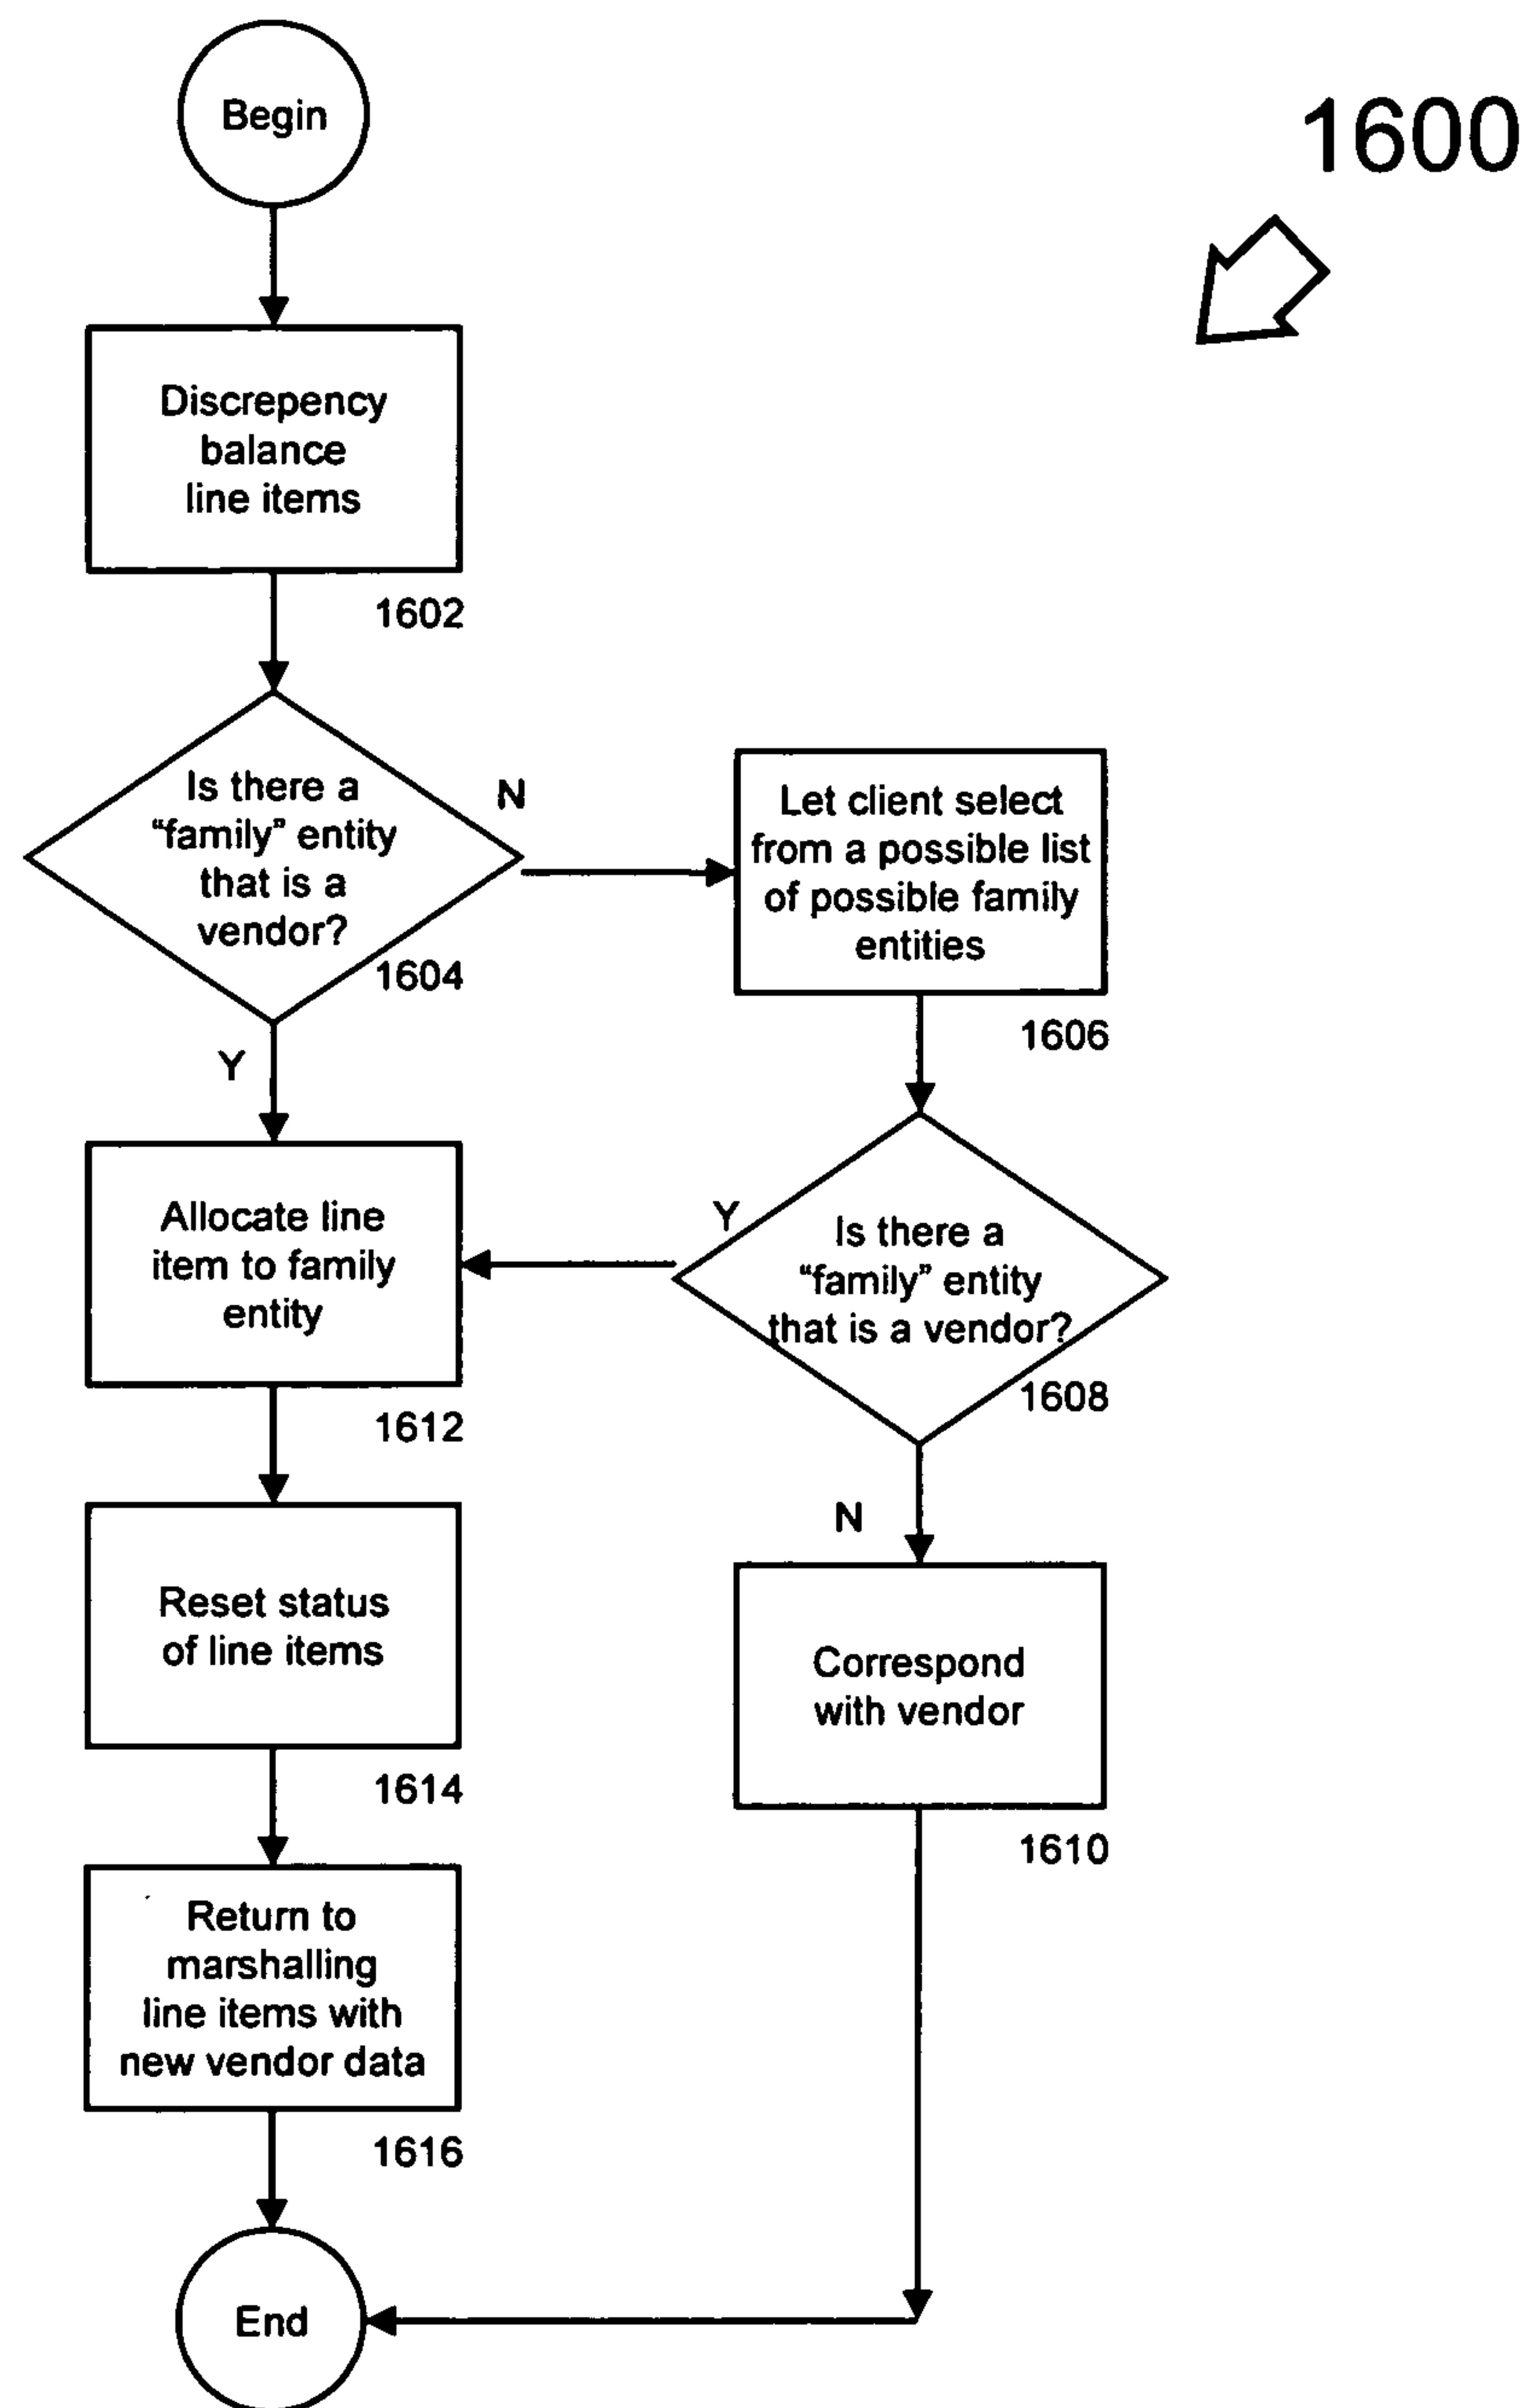 Begin
1600
Discrepency
balance
line items
1602
Is there a
“family” entity
that is a
vendor?
1604
N
Y
Let client select
from a possible list
of possible family
entities
1606
Is there a
“family” entity
that is a vendor?
1608
Y
N
Allocate line
item to family
entity
1612
Reset status
of line items
1614
Correspond
with vendor
1610
Return to
marshalling
line items with
new vendor data
1616
End